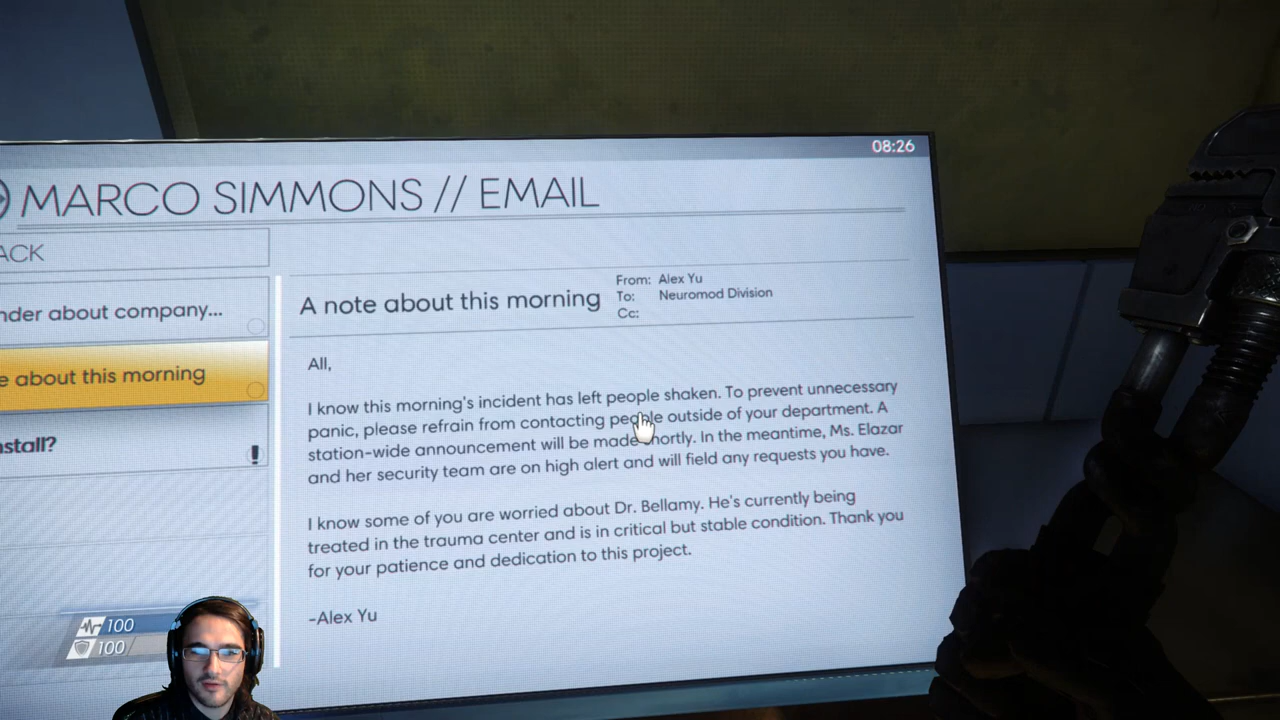 08:26
MARCO SIMMONS // EMAIL
ACK
nder about company...
e about this morning
nstall?
!
A note about this morning
From: Alex Yu
To: Neuromod Division
Cc:
All,
I know this morning's incident has left people shaken. To prevent unnecessary
panic, please refrain from contacting people outside of your department. A
station-wide announcement will be made shortly. In the meantime, Ms. Elazar
and her security team are on high alert and will field any requests you have.
I know some of you are worried about Dr. Bellamy. He's currently being
treated in the trauma center and is in critical but stable condition. Thank you
for your patience and dedication to this project.
-Alex Yu
100
100